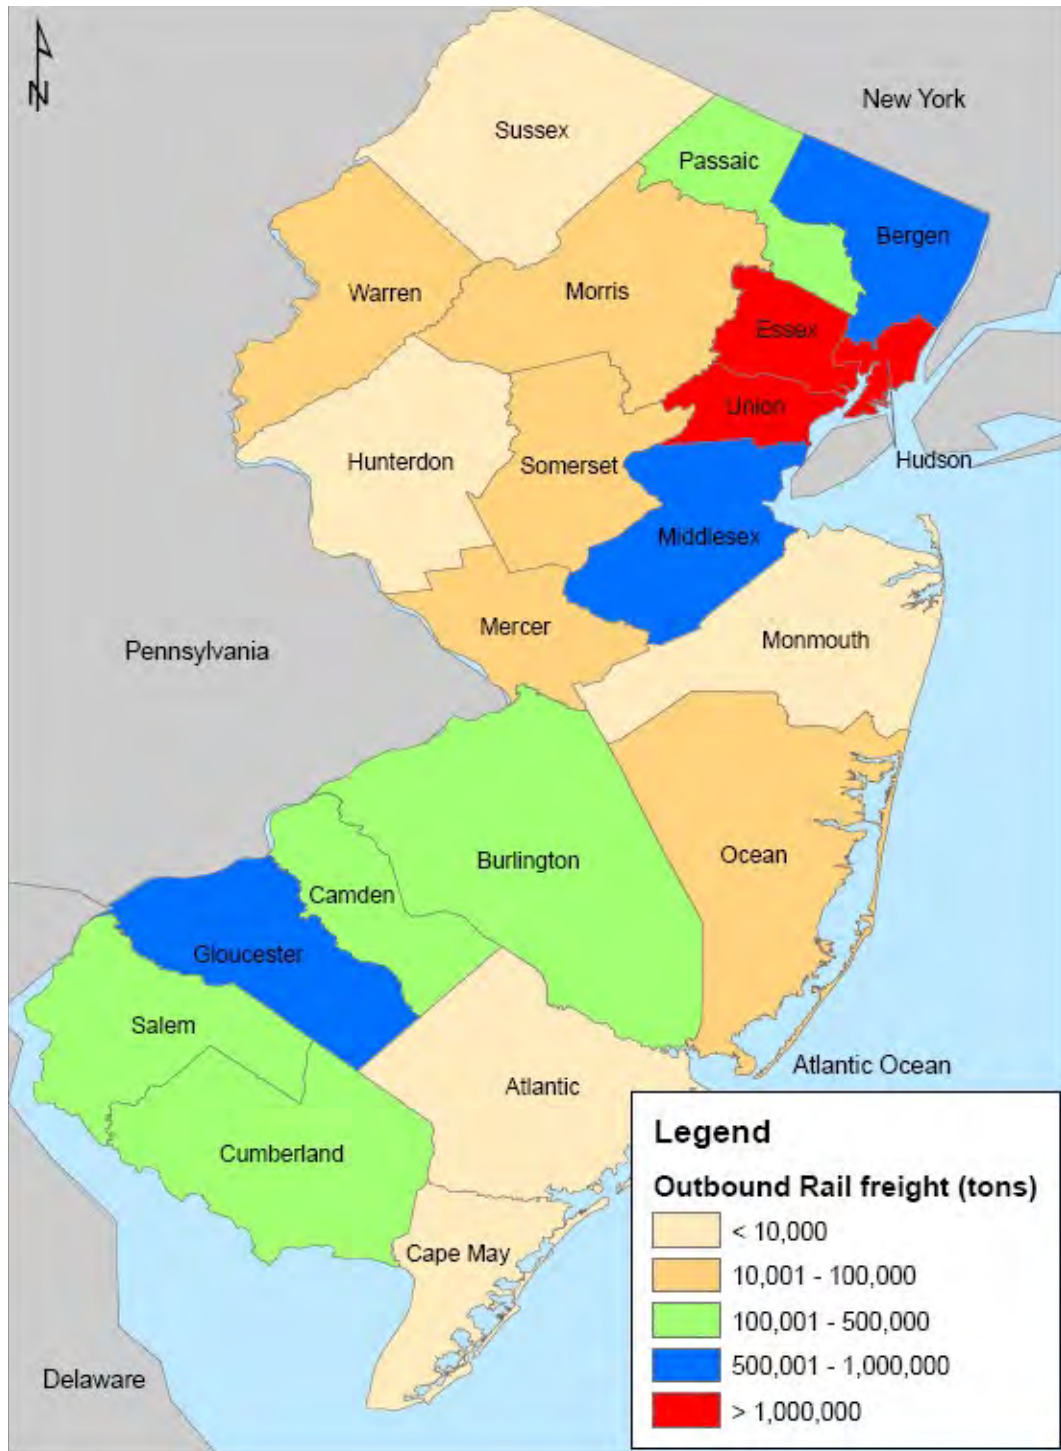 N
New York
Sussex
Passaic
Bergen
Warren
Morris
Essex
Union
Hunterdon
Somerset
Hudson
Middlesex
Mercer
Monmouth
Pennsylvania
Ocean
Burlington
Camden
Gloucester
Salem
Atlantic Ocean
Atlantic
Cumberland
Cape May
Delaware
Legend
Outbound Rail freight (tons)
< 10,000
10,001 - 100,000
100,001 - 500,000
500,001 - 1,000,000
> 1,000,000